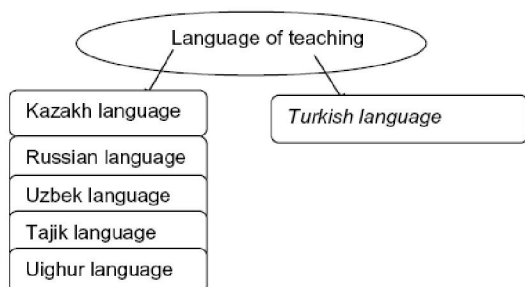 Language of teaching
Kazakh language
Turkish language
Russian language
Uzbek language
Tajik language
Uighur language